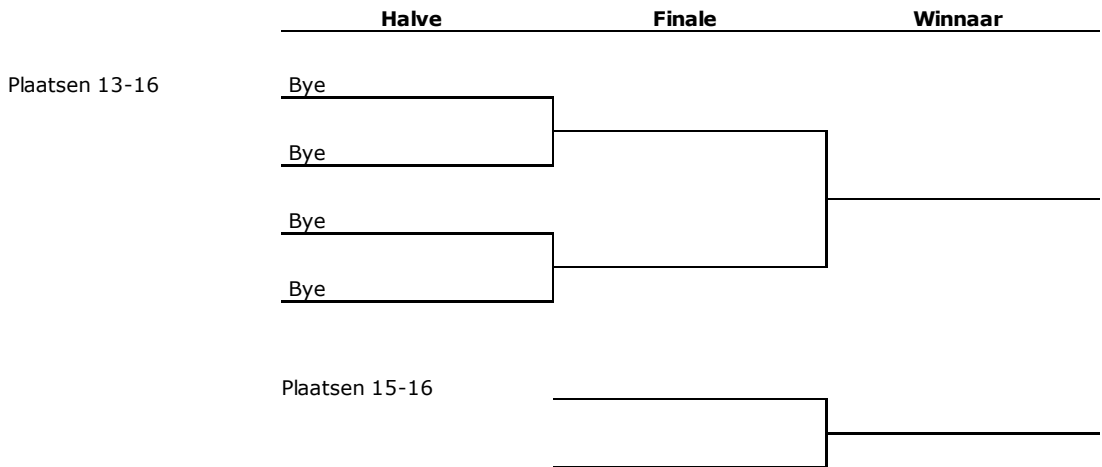 Halve Finale Winnaar
Plaatsen 13-16 Bye
Bye
Bye
Bye
Plaatsen 15-16